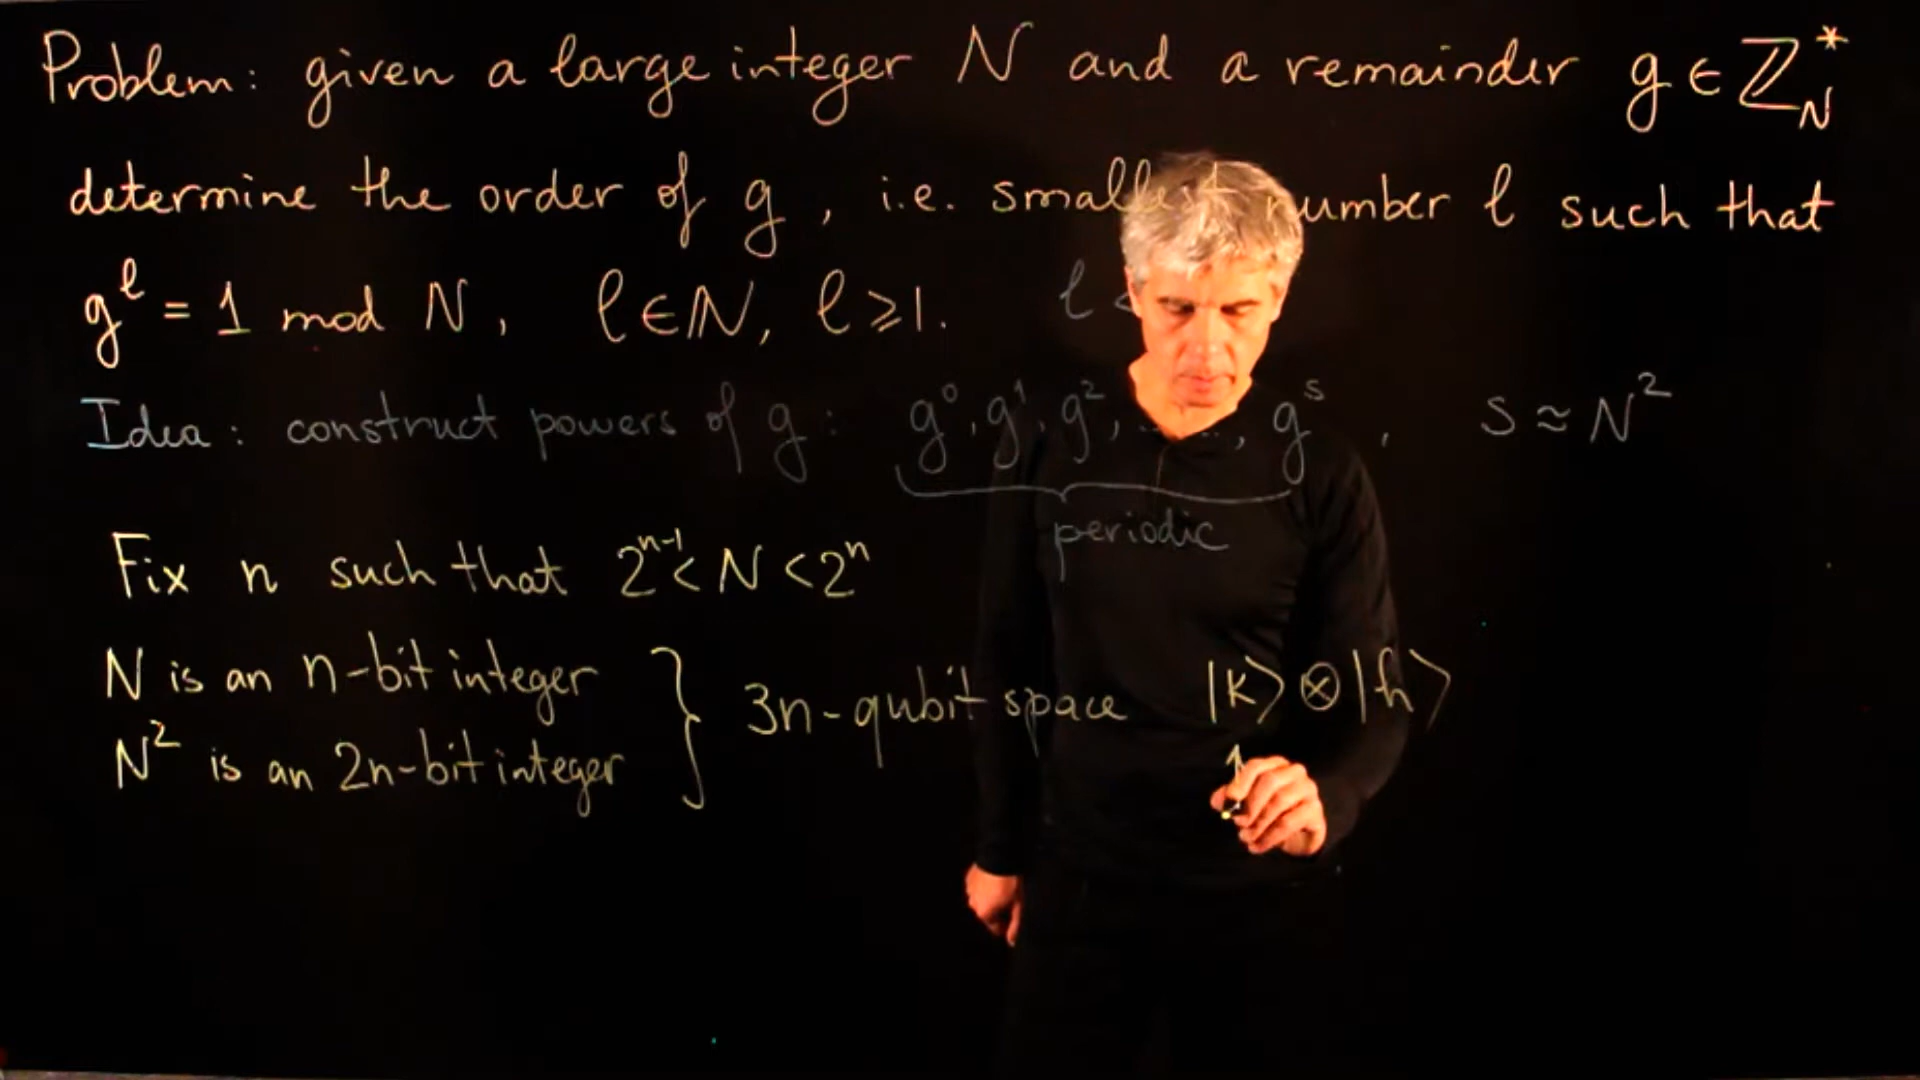 Problem: given a large integer N and a remainder g ∈ ℤ*_N
determine the order of g, i.e. smallest number l such that
g^l = 1 mod N, l ∈ ℕ, l ≥ 1. l <
Idea: construct powers of g: g^0, g^1, g^2, ....., g^s, s ≈ N^2
periodic
Fix n such that 2^{n-1} < N < 2^n
N is an n-bit integer
N^2 is an 2n-bit integer
} 3n-qubit space |k⟩ ⊗ |h⟩